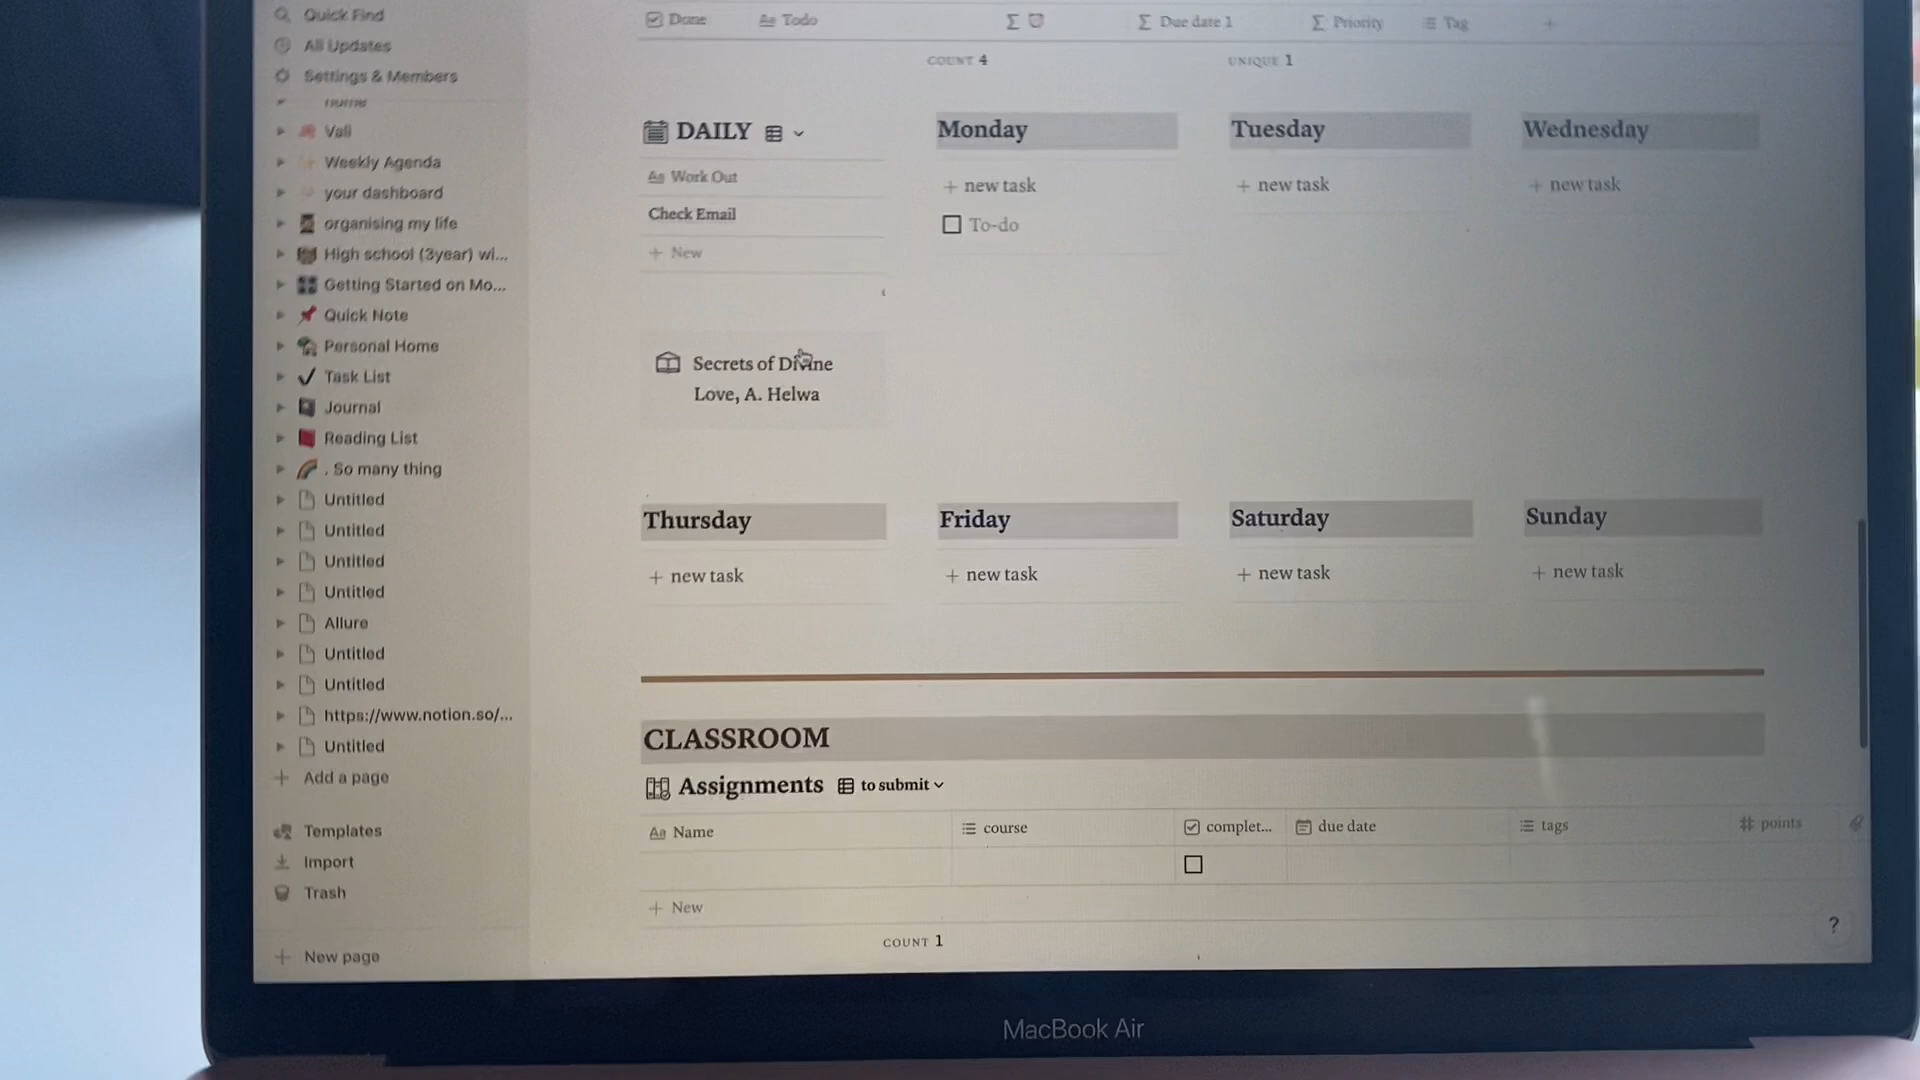 Quick Find
All Updates
Settings & Members
Home
Vali
Weekly Agenda
your dashboard
organising my life
High school (3year) wi...
Getting Started on Mo...
Quick Note
Personal Home
Task List
Journal
Reading List
. So many thing
Untitled
Untitled
Untitled
Untitled
Allure
Untitled
Untitled
https://www.notion.so/...
Untitled
+ Add a page
Templates
Import
Trash
+ New page
Done Aa Todo Σ Σ Due date 1 Σ Priority Tag +
COUNT 4 UNIQUE 1
DAILY
Aa Work Out
Check Email
+ New
Secrets of Divine
Love, A. Helwa
Monday
+ new task
To-do
Tuesday
+ new task
Wednesday
+ new task
Thursday
+ new task
Friday
+ new task
Saturday
+ new task
Sunday
+ new task
CLASSROOM
Assignments to submit
Aa Name course complet... due date tags # points
+ New
COUNT 1
?
MacBook Air